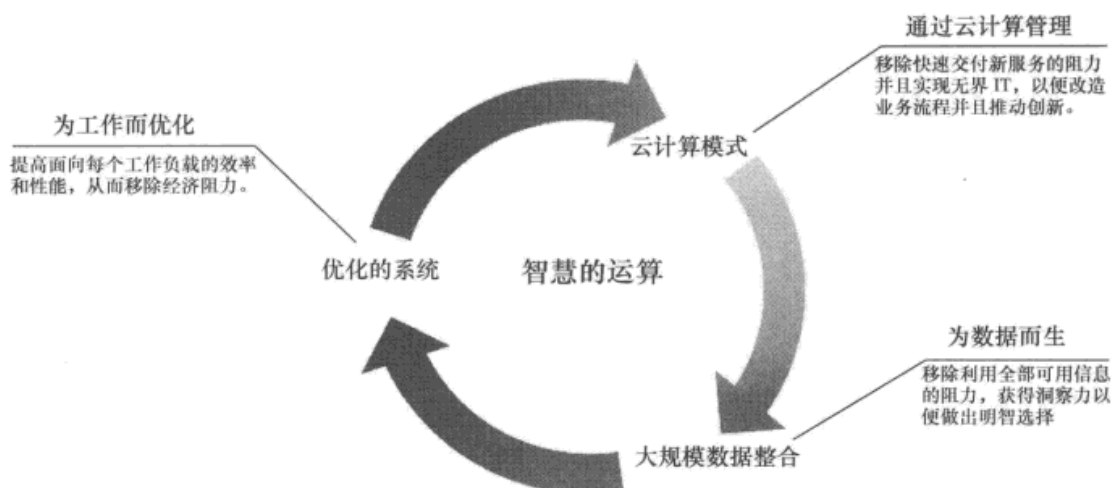 通过云计算管理
移除快速交付新服务的阻力
并且实现无界 IT，以便改造
业务流程并且推动创新。
云计算模式
为工作而优化
提高面向每个工作负载的效率
和性能，从而移除经济阻力。
优化的系统
智慧的运算
为数据而生
移除利用全部可用信息
的阻力，获得洞察力以
便做出明智选择
大规模数据整合